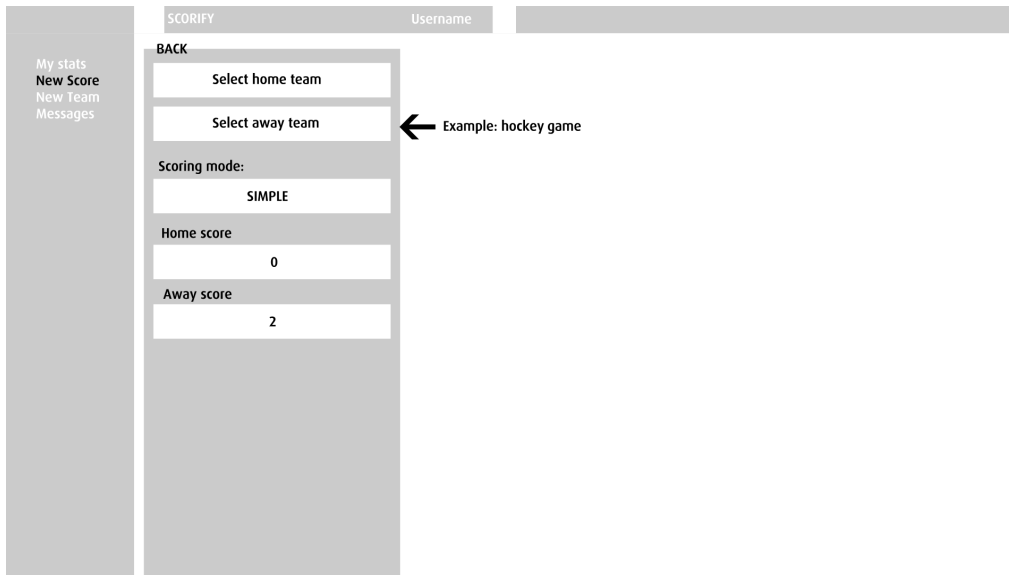 SCORIFY
Username
My stats
New Score
New Team
Messages
BACK
Select home team
Select away team
Example: hockey game
Scoring mode:
SIMPLE
Home score
0
Away score
2